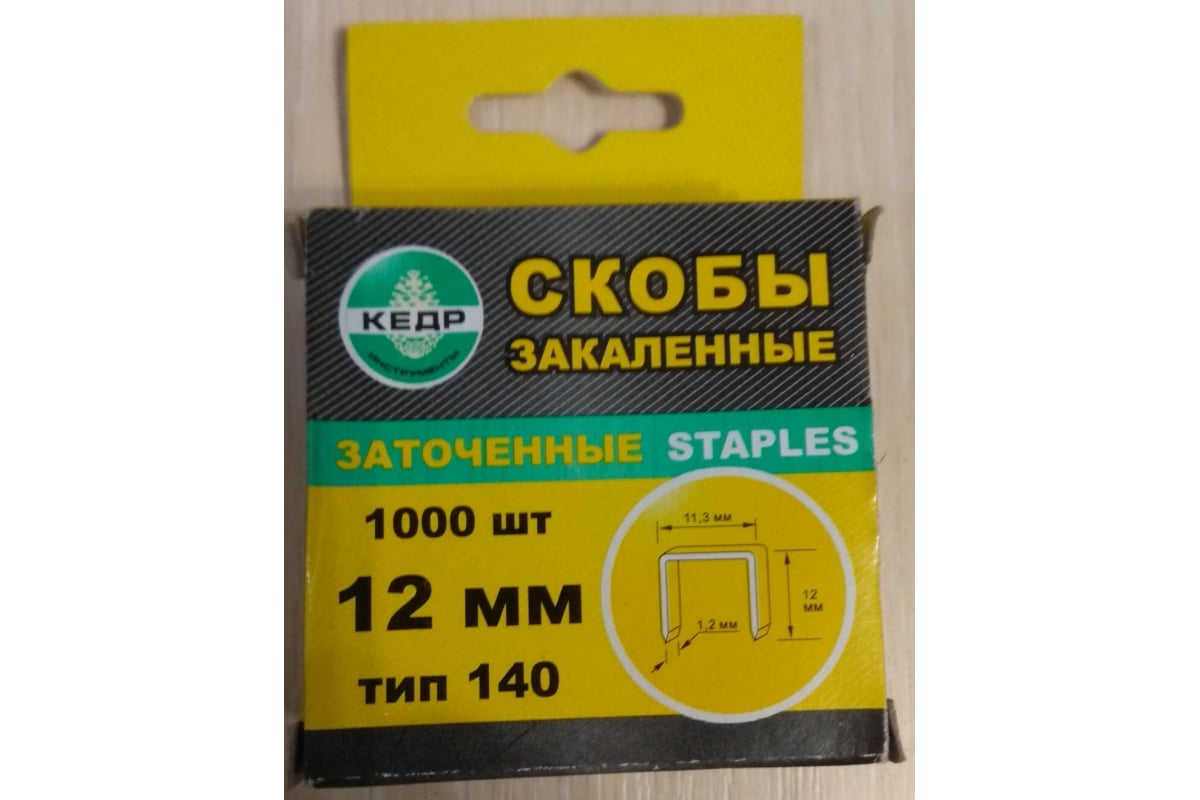 КЕДР
ИНСТРУМЕНТЫ
СКОБЫ
ЗАКАЛЕННЫЕ
ЗАТОЧЕННЫЕ STAPLES
1000 шт
12 мм
тип 140
11,3 мм
12
мм
1,2 мм